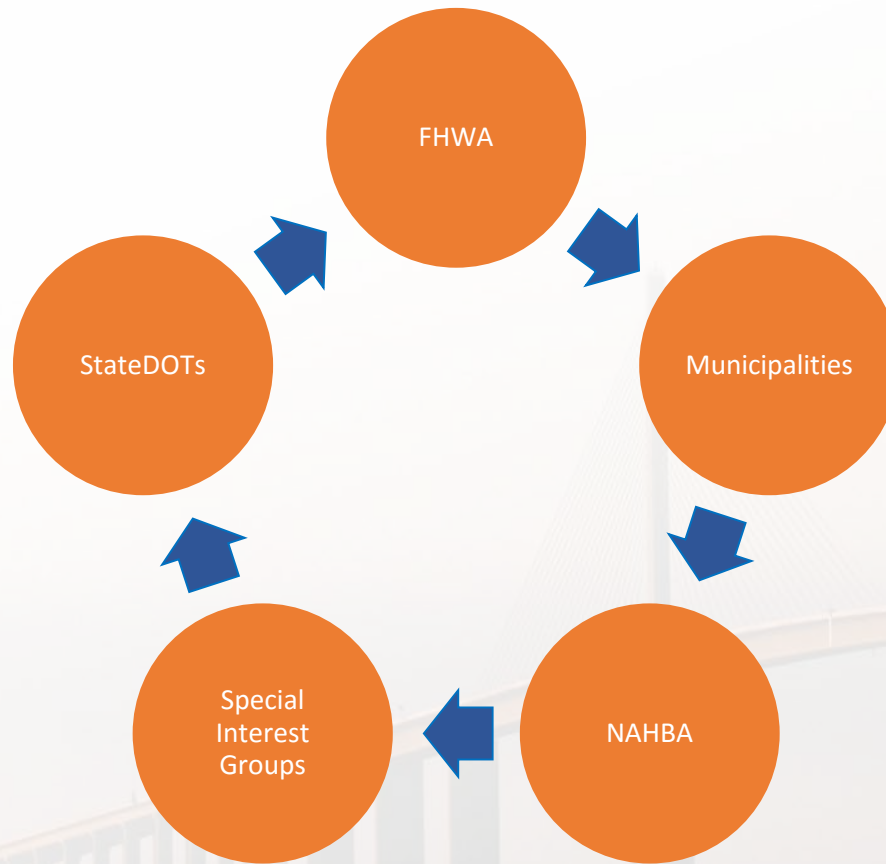 FHWA
Municipalities
NAHBA
Special
Interest
Groups
StateDOTs